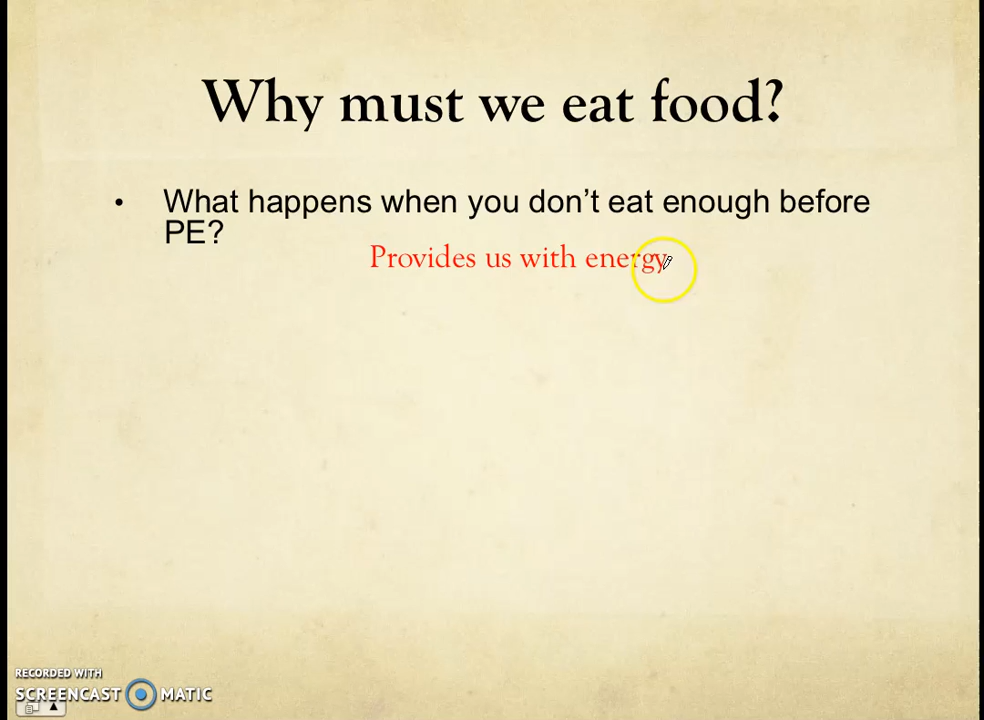 Why must we eat food?
• What happens when you don't eat enough before
PE?
Provides us with energy
RECORDED WITH
SCREENCAST MATIC